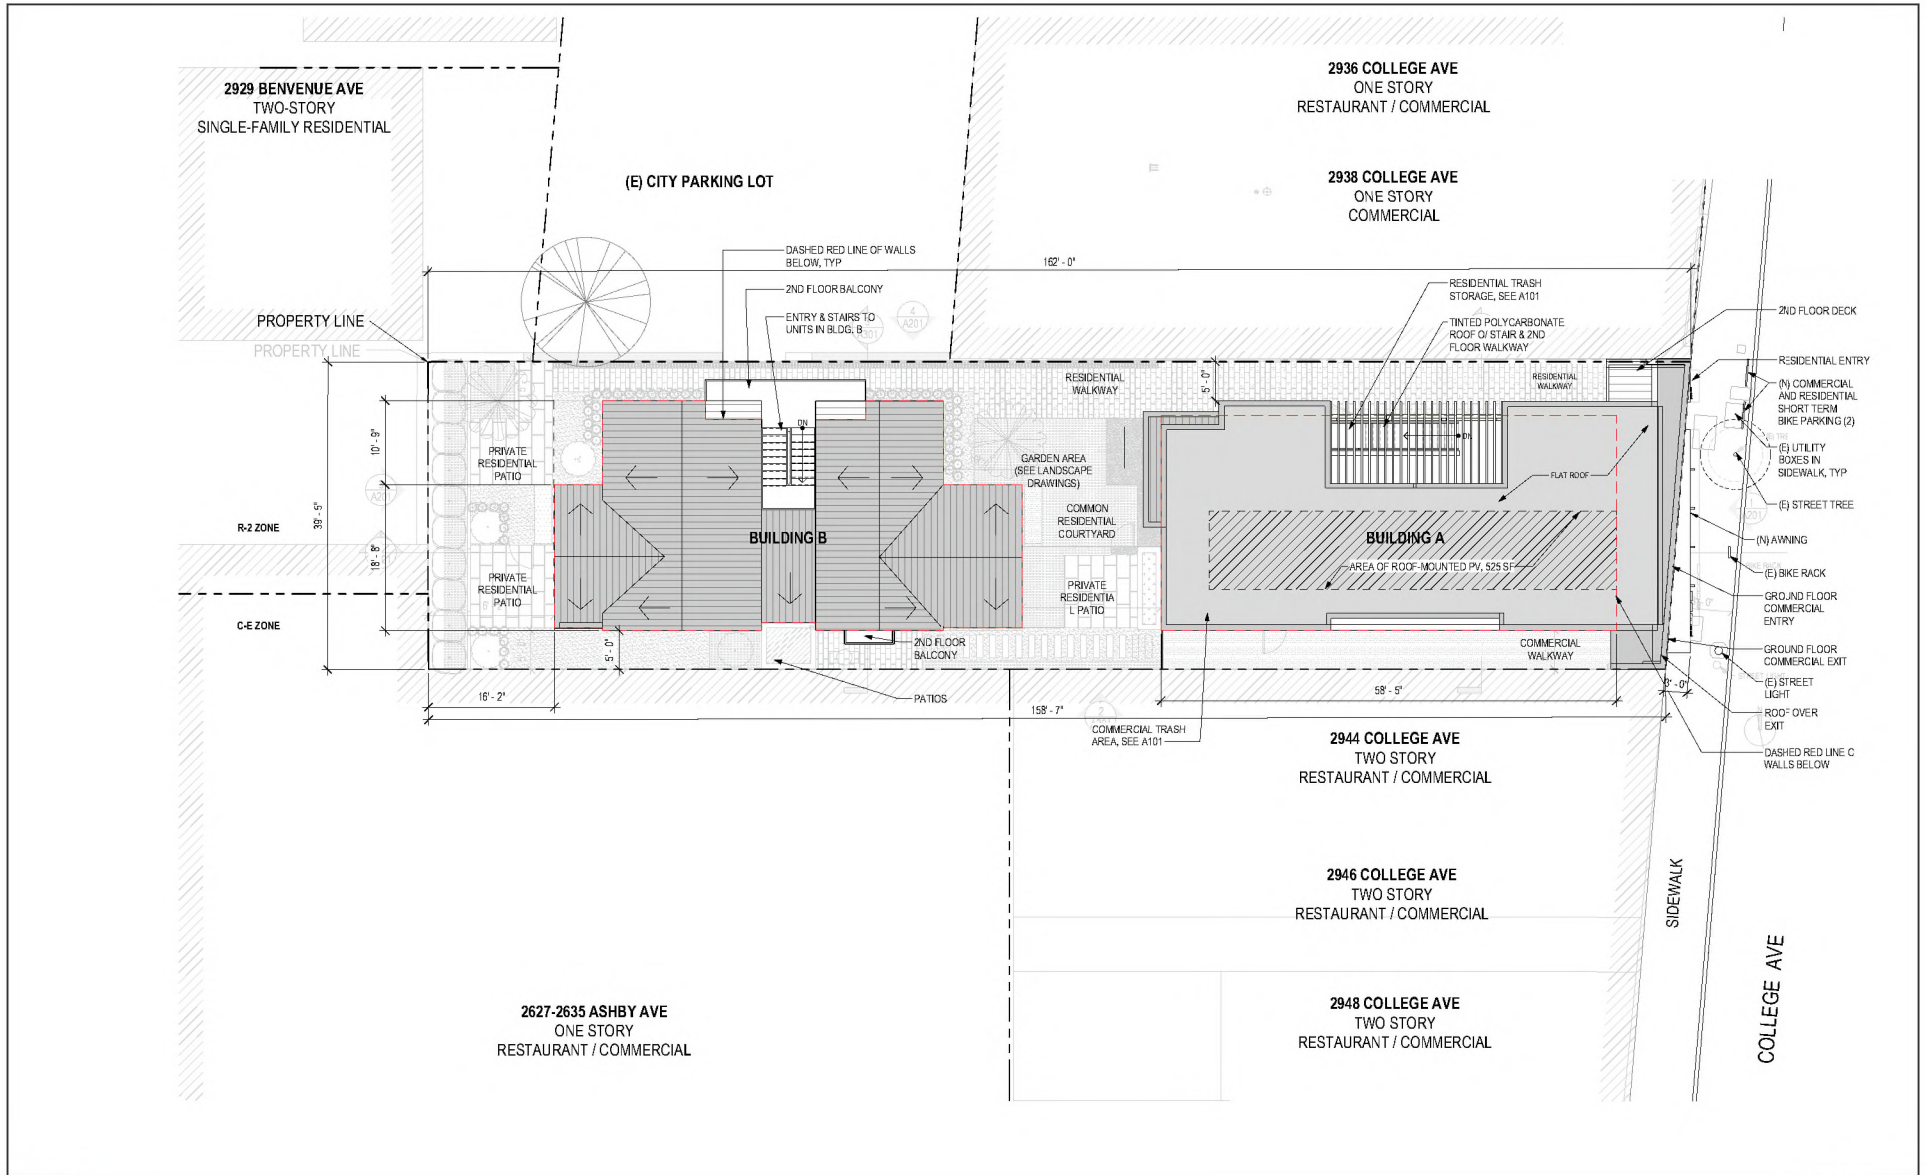 2929 BENVENUE AVE
TWO-STORY
SINGLE-FAMILY RESIDENTIAL
2936 COLLEGE AVE
ONE STORY
RESTAURANT / COMMERCIAL
(E) CITY PARKING LOT
2938 COLLEGE AVE
ONE STORY
COMMERCIAL
DASHED RED LINE OF WALLS
BELOW, TYP
162' - 0"
2ND FLOOR BALCONY
RESIDENTIAL TRASH
STORAGE, SEE A101
ENTRY & STAIRS TO
UNITS IN BLDG. B
4
A201
A301
TINTED POLYCARBONATE
ROOF O/ STAIR & 2ND
FLOOR WALKWAY
2ND FLOOR DECK
PROPERTY LINE
PROPERTY LINE
RESIDENTIAL ENTRY
RESIDENTIAL
WALKWAY
5' - 0"
RESIDENTIAL
WALKWAY
(N) COMMERCIAL
AND RESIDENTIAL
SHORT TERM
BIKE PARKING (2)
DN
DN
10' - 9"
PRIVATE
RESIDENTIAL
PATIO
GARDEN AREA
(SEE LANDSCAPE
DRAWINGS)
FLAT ROOF
(E) UTILITY
BOXES IN
SIDEWALK, TYP
(E) STREET TREE
A201
R-2 ZONE
39' - 5"
COMMON
RESIDENTIAL
COURTYARD
BUILDING B
BUILDING A
(N) AWNING
18' - 8"
AREA OF ROOF-MOUNTED PV, 525 SF
(E) BIKE RACK
PRIVATE
RESIDENTIAL
PATIO
PRIVATE
RESIDENTIA
L PATIO
GROUND FLOOR
COMMERCIAL
ENTRY
C-E ZONE
5' - 0"
2ND FLOOR
BALCONY
COMMERCIAL
WALKWAY
GROUND FLOOR
COMMERCIAL EXIT
(E) STREET
LIGHT
16' - 2"
PATIOS
58' - 5"
3' - 0"
158' - 7"
2
ROOF OVER
EXIT
COMMERCIAL TRASH
AREA, SEE A101
2944 COLLEGE AVE
TWO STORY
RESTAURANT / COMMERCIAL
DASHED RED LINE O
WALLS BELOW
2946 COLLEGE AVE
TWO STORY
RESTAURANT / COMMERCIAL
SIDEWALK
COLLEGE AVE
2627-2635 ASHBY AVE
ONE STORY
RESTAURANT / COMMERCIAL
2948 COLLEGE AVE
TWO STORY
RESTAURANT / COMMERCIAL